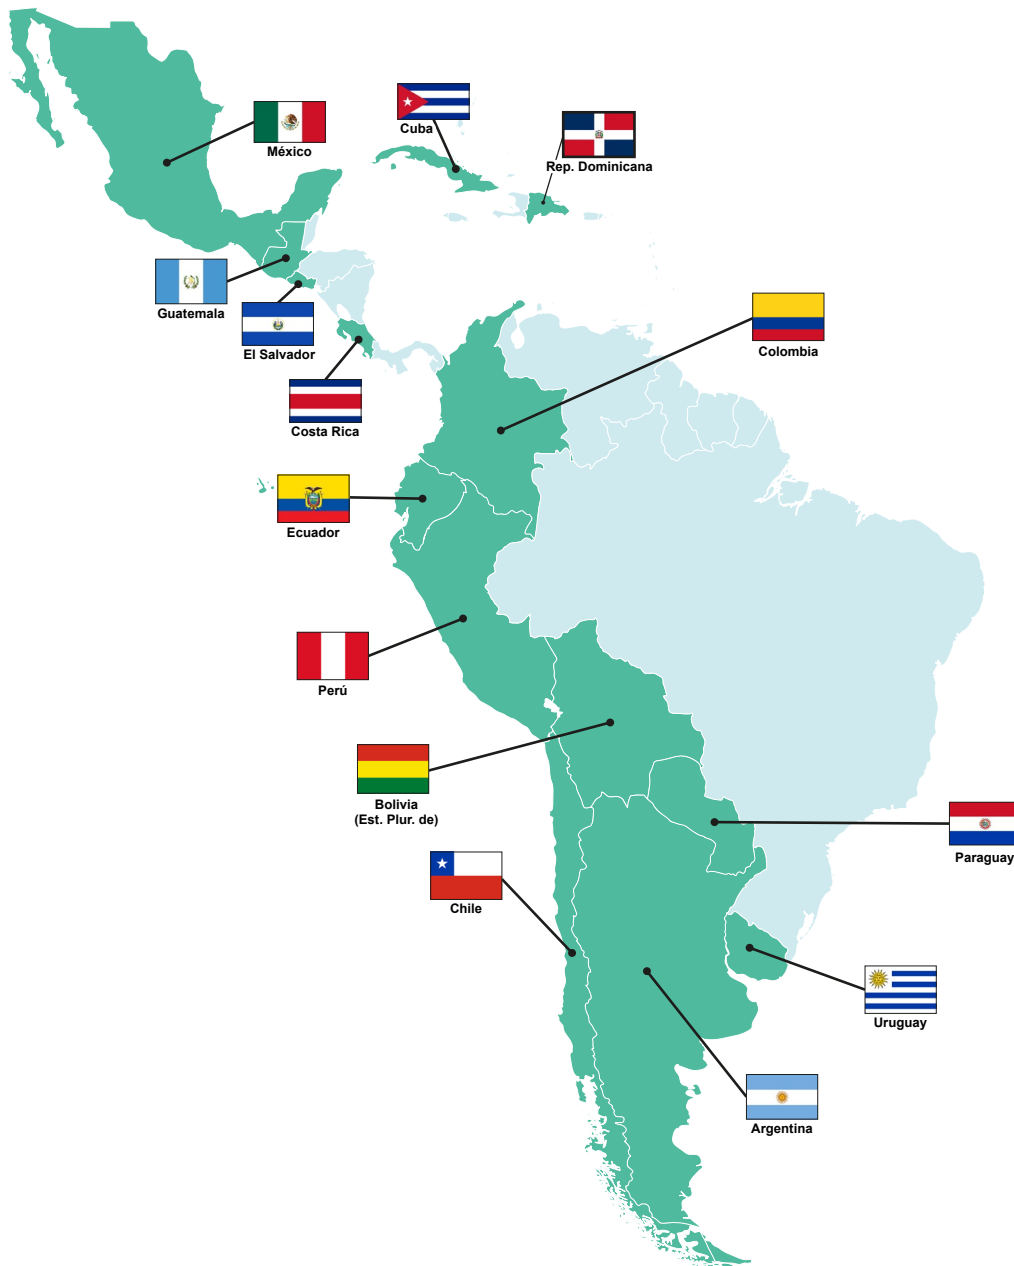 Cuba
México
Rep. Dominicana
Guatemala
El Salvador
Colombia
Costa Rica
Ecuador
Perú
Bolivia
(Est. Plur. de)
Paraguay
Chile
Uruguay
Argentina